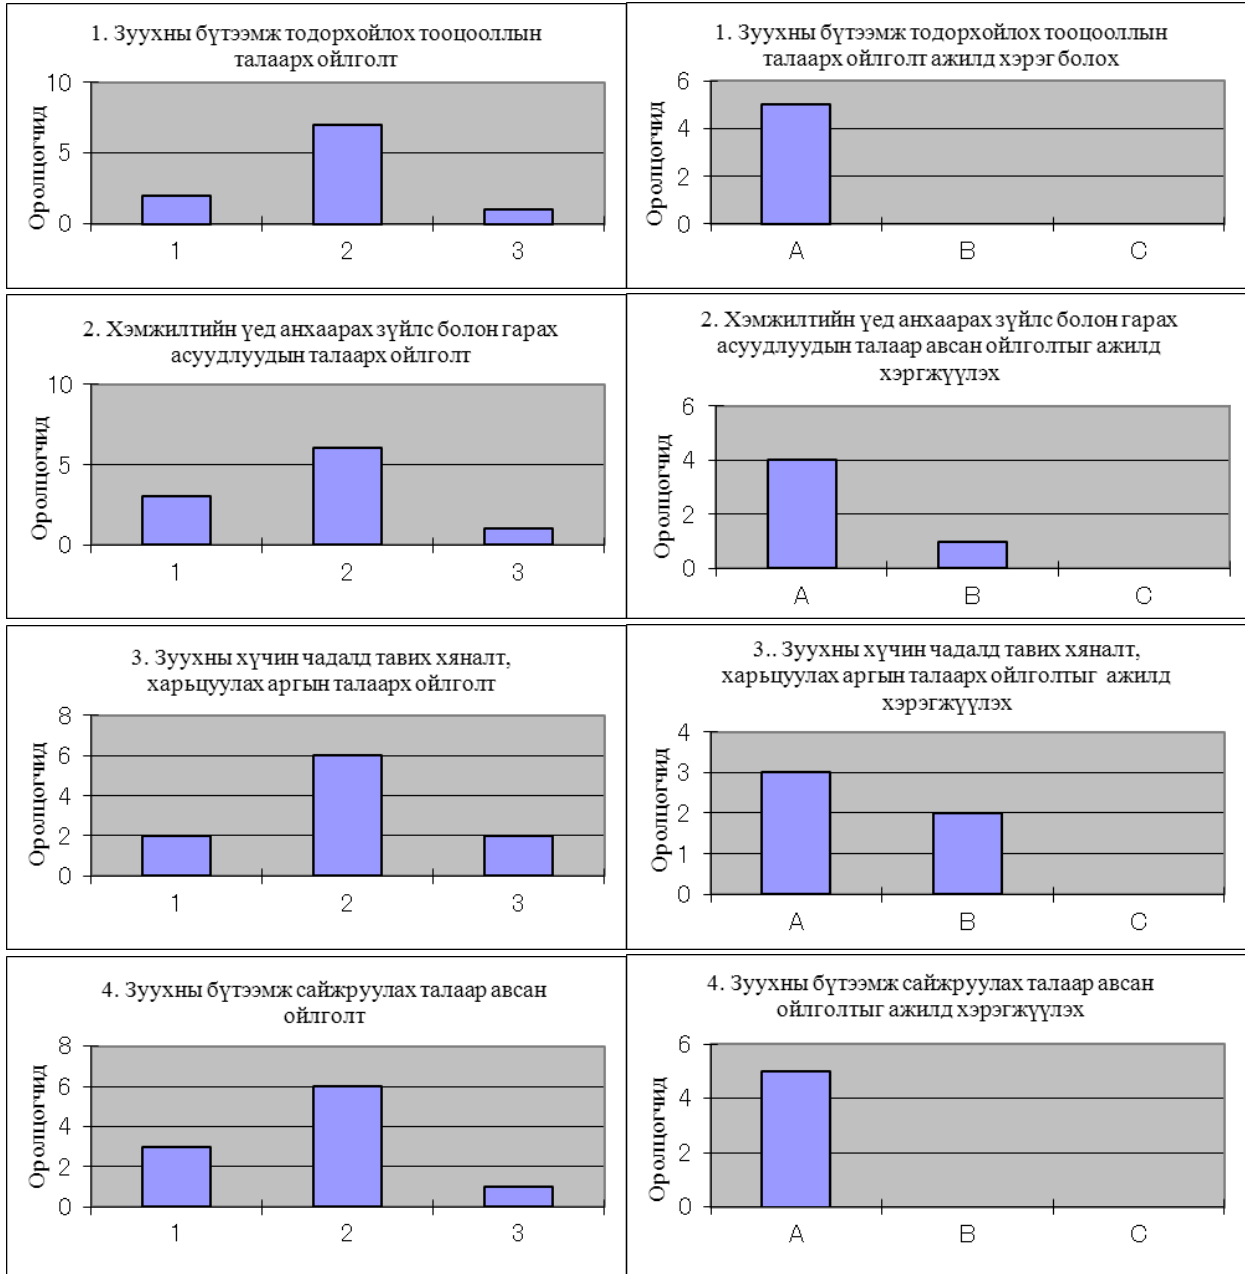 1. Зуухны бүтээмж тодорхойлох тооцооллын
талаарх ойлголт
Оролцогчид
10
5
0
1 2 3
1. Зуухны бүтээмж тодорхойлох тооцооллын
талаарх ойлголт ажилд хэрэг болох
Оролцогчид
6
4
2
0
A B C
2. Хэмжилтийн үед анхаарах зүйлс болон гарах
асуудлуудын талаарх ойлголт
Оролцогчид
10
5
0
1 2 3
2. Хэмжилтийн үед анхаарах зүйлс болон гарах
асуудлуудын талаар авсан ойлголтыг ажилд
хэргжүүлэх
Оролцогчид
6
4
2
0
A B C
3. Зуухны хүчин чадалд тавих хяналт,
харьцуулах аргын талаарх ойлголт
Оролцогчид
8
6
4
2
0
1 2 3
3.. Зуухны хүчин чадалд тавих хяналт,
харьцуулах аргын талаарх ойлголтыг ажилд
хэрэгжүүлэх
Оролцогчид
4
3
2
1
0
A B C
4. Зуухны бүтээмж сайжруулах талаар авсан
ойлголт
Оролцогчид
8
6
4
2
0
1 2 3
4. Зуухны бүтээмж сайжруулах талаар авсан
ойлголтыг ажилд хэрэгжүүлэх
Оролцогчид
6
4
2
0
A B C